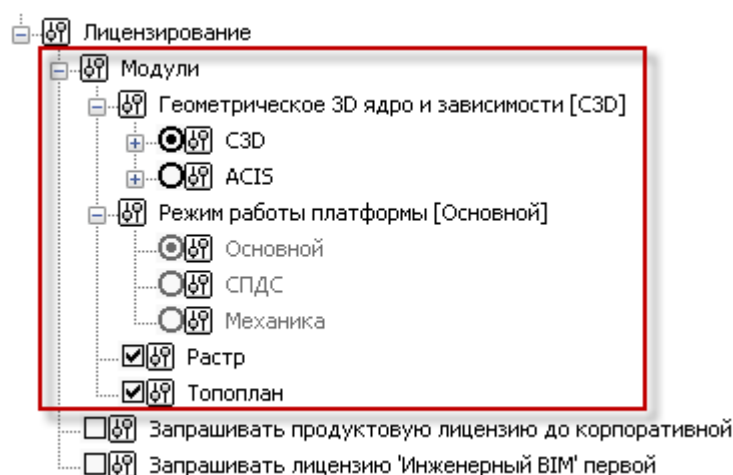 Лицензирование
Модули
Геометрическое 3D ядро и зависимости [C3D]
C3D
ACIS
Режим работы платформы [Основной]
Основной
СПДС
Механика
Растр
Топоплан
Запрашивать продуктовую лицензию до корпоративной
Запрашивать лицензию 'Инженерный BIM' первой